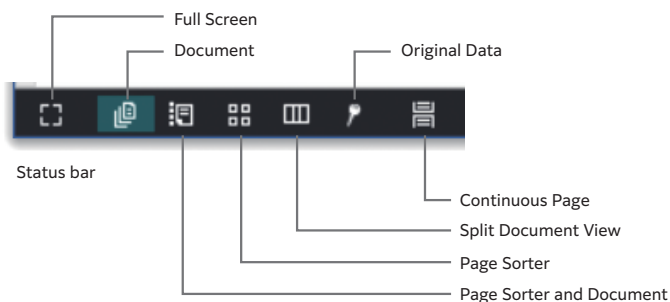 Full Screen
Document
Original Data
Status bar
Continuous Page
Split Document View
Page Sorter
Page Sorter and Document